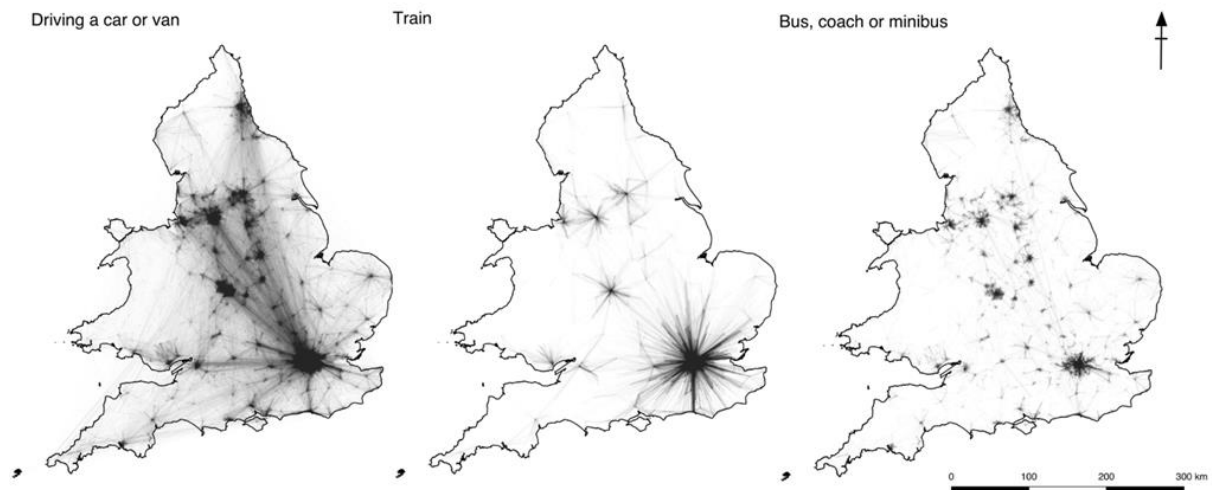 Driving a car or van
Train
Bus, coach or minibus
0 100 200 300 km